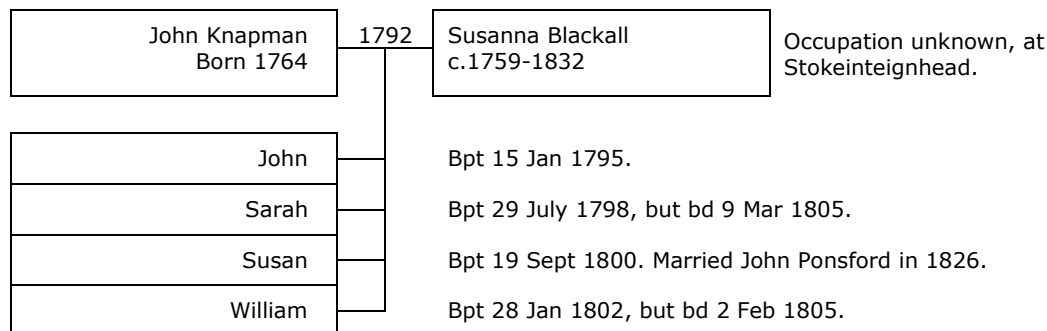 John Knapman
Born 1764
1792
Susanna Blackall
c.1759-1832
Occupation unknown, at
Stokeinteignhead.
John
Bpt 15 Jan 1795.
Sarah
Bpt 29 July 1798, but bd 9 Mar 1805.
Susan
Bpt 19 Sept 1800. Married John Ponsford in 1826.
William
Bpt 28 Jan 1802, but bd 2 Feb 1805.